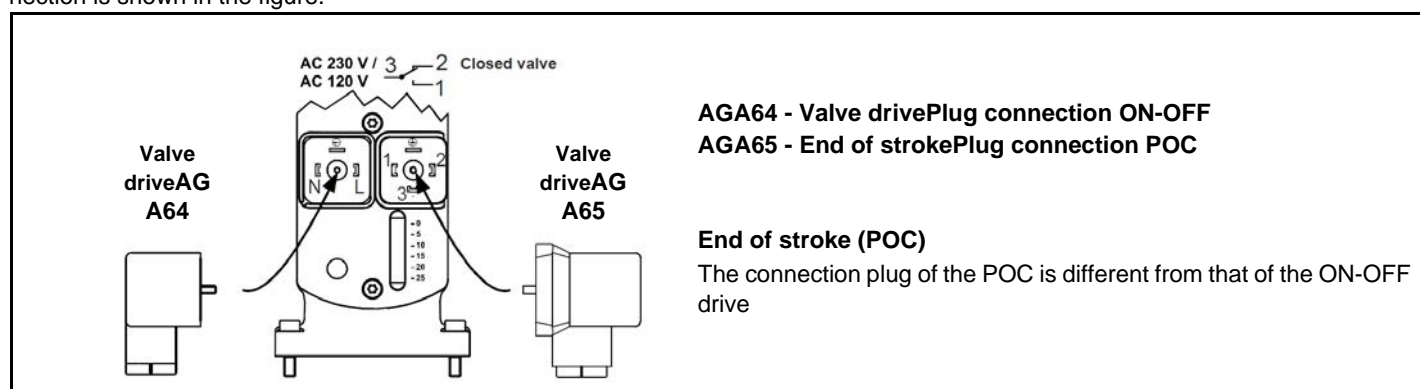 nection is shown in the figure.
AC 230 V / 3 2 Closed valve
AC 120 V 1
Valve
driveAG
A64
N L
1 2
3
-0
-5
-10
-15
-20
-25
Valve
driveAG
A65
AGA64 - Valve drivePlug connection ON-OFF
AGA65 - End of strokePlug connection POC
End of stroke (POC)
The connection plug of the POC is different from that of the ON-OFF
drive